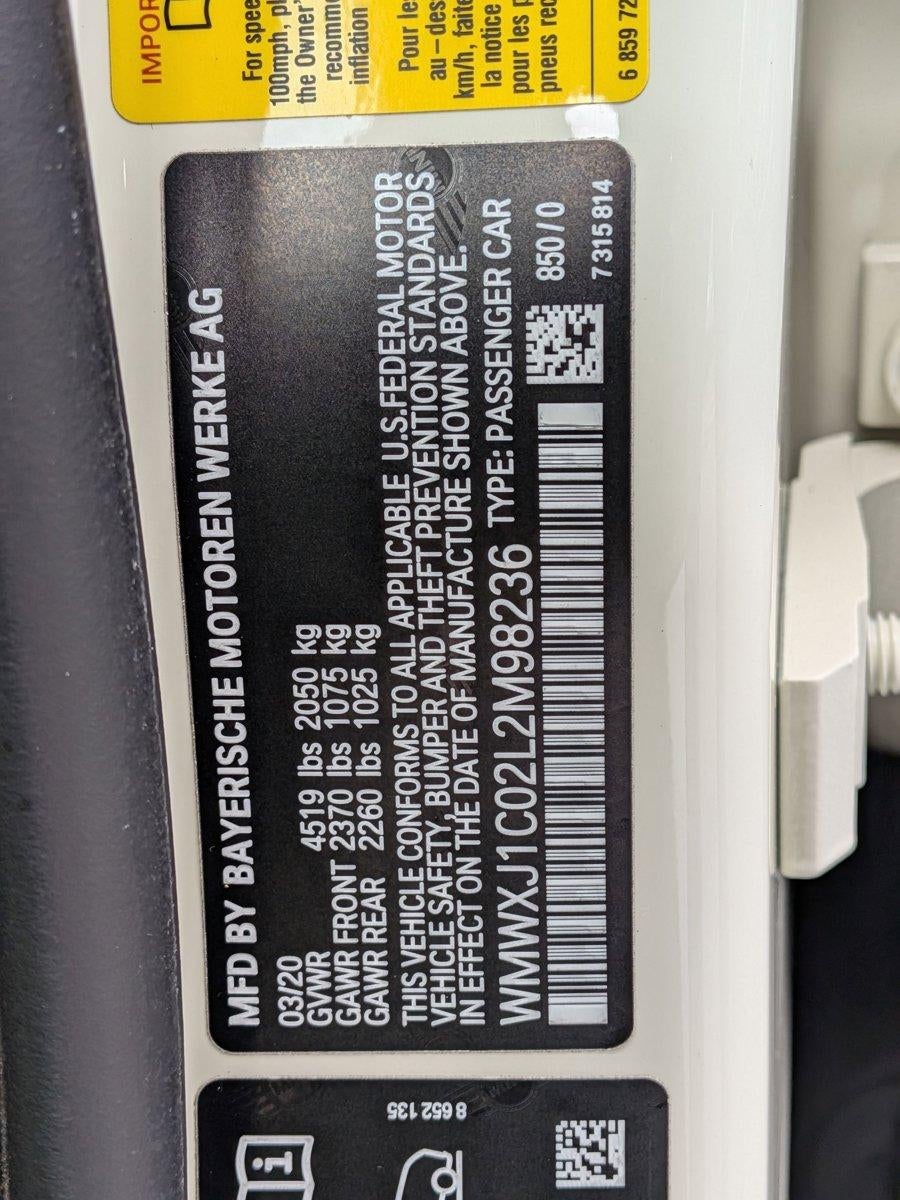 IMPOR
For spee
100mph, pl
the Owner'
recomme
inflation
Pour les
au-des
km/h, faite
la notice
pour les p
pneus rec
6 859 72
MFD BY BAYERISCHE MOTOREN WERKE AG
03/20
GVWR 4519 lbs 2050 kg
GAWR FRONT 2370 lbs 1075 kg
GAWR REAR 2260 lbs 1025 kg
THIS VEHICLE CONFORMS TO ALL APPLICABLE U.S.FEDERAL MOTOR
VEHICLE SAFETY, BUMPER AND THEFT PREVENTION STANDARDS
IN EFFECT ON THE DATE OF MANUFACTURE SHOWN ABOVE.
WMWXJ1C02L2M98236 TYPE: PASSENGER CAR
850/0
7315814
8 652 135